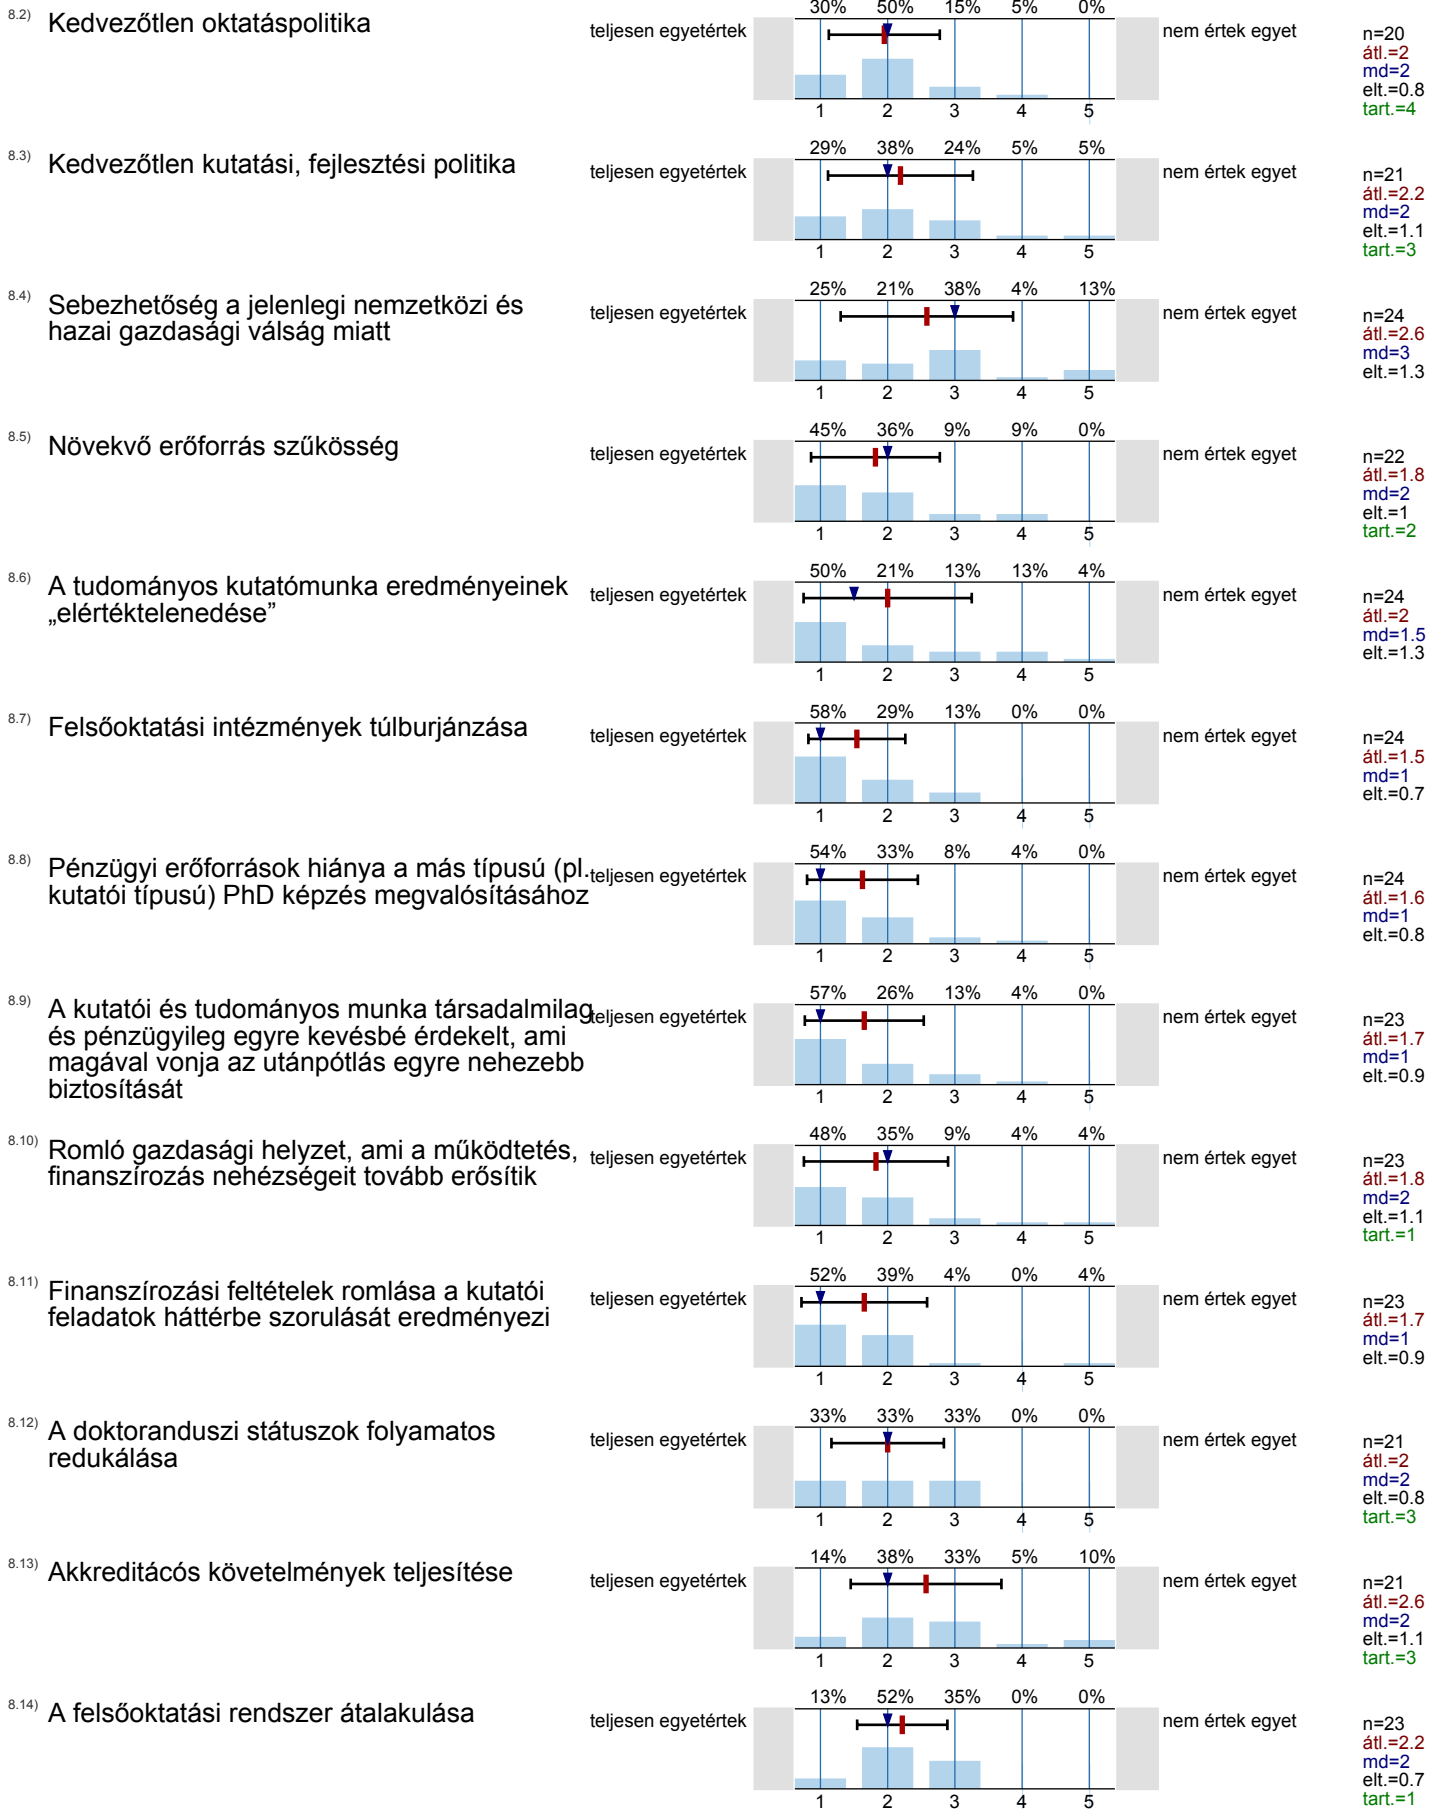 30% 50% 15% 5% 0%
8.2) Kedvezőtlen oktatáspolitika
teljesen egyetértek
nem értek egyet
n=20
átl.=2
md=2
elt.=0.8
tart.=4
1 2 3 4 5
29% 38% 24% 5% 5%
8.3) Kedvezőtlen kutatási, fejlesztési politika
teljesen egyetértek
nem értek egyet
n=21
átl.=2.2
md=2
elt.=1.1
tart.=3
1 2 3 4 5
25% 21% 38% 4% 13%
8.4) Sebezhetőség a jelenlegi nemzetközi és
hazai gazdasági válság miatt
teljesen egyetértek
nem értek egyet
n=24
átl.=2.6
md=3
elt.=1.3
1 2 3 4 5
45% 36% 9% 9% 0%
8.5) Növekvő erőforrás szűkösség
teljesen egyetértek
nem értek egyet
n=22
átl.=1.8
md=2
elt.=1
tart.=2
1 2 3 4 5
50% 21% 13% 13% 4%
8.6) A tudományos kutatómunka eredményeinek
„elértéktelenedése”
teljesen egyetértek
nem értek egyet
n=24
átl.=2
md=1.5
elt.=1.3
1 2 3 4 5
58% 29% 13% 0% 0%
8.7) Felsőoktatási intézmények túlburjánzása
teljesen egyetértek
nem értek egyet
n=24
átl.=1.5
md=1
elt.=0.7
1 2 3 4 5
54% 33% 8% 4% 0%
8.8) Pénzügyi erőforrások hiánya a más típusú (pl.
kutatói típusú) PhD képzés megvalósításához
teljesen egyetértek
nem értek egyet
n=24
átl.=1.6
md=1
elt.=0.8
1 2 3 4 5
57% 26% 13% 4% 0%
8.9) A kutatói és tudományos munka társadalmilag
és pénzügyileg egyre kevésbé érdekelt, ami
magával vonja az utánpótlás egyre nehezebb
biztosítását
teljesen egyetértek
nem értek egyet
n=23
átl.=1.7
md=1
elt.=0.9
1 2 3 4 5
48% 35% 9% 4% 4%
8.10) Romló gazdasági helyzet, ami a működtetés,
finanszírozás nehézségeit tovább erősítik
teljesen egyetértek
nem értek egyet
n=23
átl.=1.8
md=2
elt.=1.1
tart.=1
1 2 3 4 5
52% 39% 4% 0% 4%
8.11) Finanszírozási feltételek romlása a kutatói
feladatok háttérbe szorulását eredményezi
teljesen egyetértek
nem értek egyet
n=23
átl.=1.7
md=1
elt.=0.9
1 2 3 4 5
33% 33% 33% 0% 0%
8.12) A doktoranduszi státuszok folyamatos
redukálása
teljesen egyetértek
nem értek egyet
n=21
átl.=2
md=2
elt.=0.8
tart.=3
1 2 3 4 5
14% 38% 33% 5% 10%
8.13) Akkreditácós követelmények teljesítése
teljesen egyetértek
nem értek egyet
n=21
átl.=2.6
md=2
elt.=1.1
tart.=3
1 2 3 4 5
13% 52% 35% 0% 0%
8.14) A felsőoktatási rendszer átalakulása
teljesen egyetértek
nem értek egyet
n=23
átl.=2.2
md=2
elt.=0.7
tart.=1
1 2 3 4 5